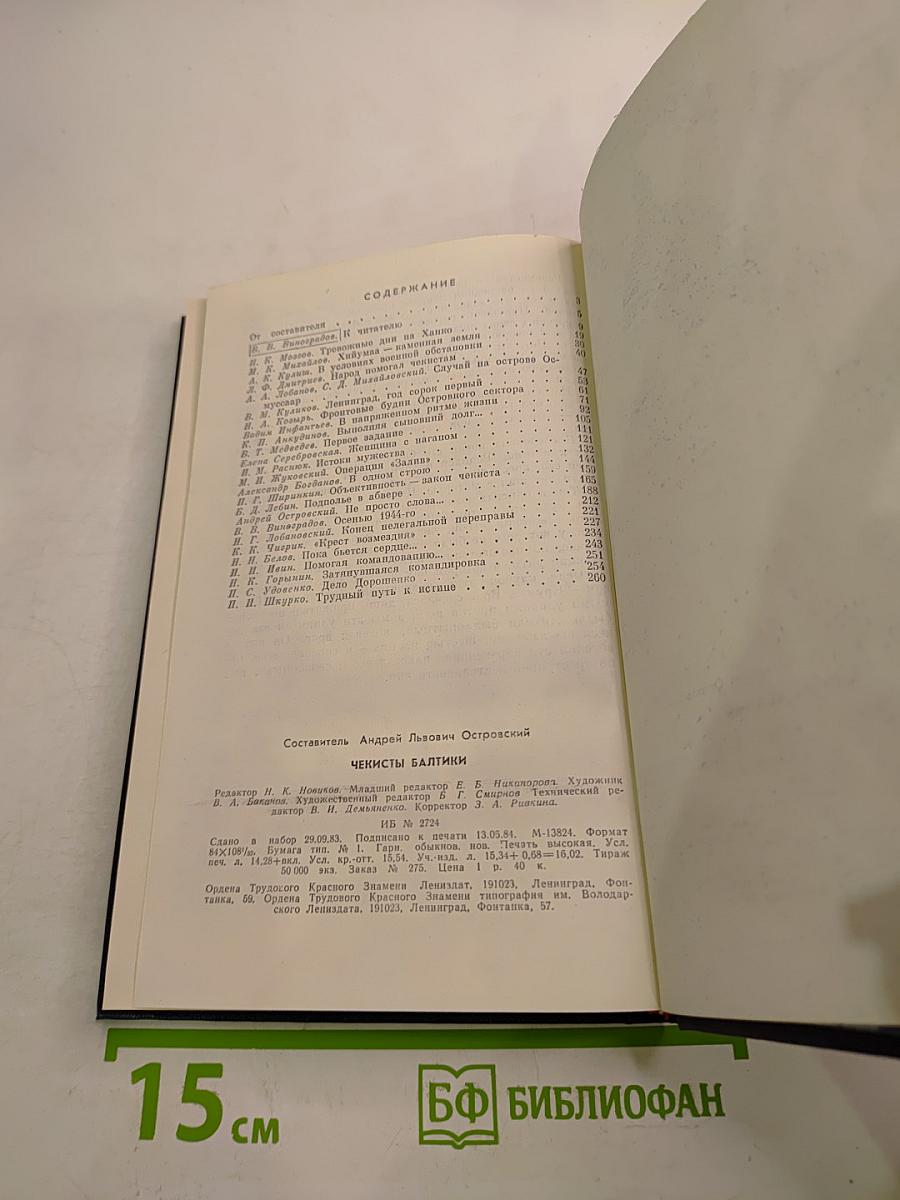 СОДЕРЖАНИЕ
От составителя . . . . . . . . . . . . 3
В. В. Виноградов. К читателю . . . . . . . . . . 5
Н. К. Мозгов. Тревожные дни на Ханко . . . . . . . . 9
М. К. Михайлов. Хийумаа — каменная земля . . . . . . 19
А. К. Кулиш. В условиях военной обстановки . . . . . . 30
Л. Ф. Дмитриев. Народ помогал чекистам . . . . . . 40
А. А. Лобанов, С. Д. Михайловский. Случай на острове Ос-
муссаар . . . . . . . . . . . . 47
В. М. Куликов. Ленинград, год сорок первый . . . . . . 53
И. А. Козырь. Фронтовые будни Островного сектора . . . 61
Вадим Инфантьев. В напряженном ритме жизни . . . . 71
К. П. Анкудинов. Выполняя сыновний долг... . . . . . 92
В. Т. Медведев. Первое задание . . . . . . . . 105
Елена Серебровская. Женщина с наганом . . . . . . 111
И. М. Раснюк. Истоки мужества . . . . . . . . 121
М. И. Жуковский. Операция «Залив» . . . . . . . 132
Александр Богданов. В одном строю . . . . . . . 144
П. Г. Ширинкин. Объективность — закон чекиста . . . . 159
Б. Д. Лебин. Подполье в абвере . . . . . . . . 165
Андрей Островский. Не просто слова... . . . . . . 188
В. В. Виноградов. Осенью 1944-го . . . . . . . 212
И. Г. Лобановский. Конец нелегальной переправы . . . . 221
К. К. Чигрик. «Крест возмездия» . . . . . . . . 227
Н. Н. Белов. Пока бьется сердце... . . . . . . . 234
И. И. Ивин. Помогая командованию... . . . . . . . 243
П. К. Горынин. Затянувшаяся командировка . . . . . . 251
П. С. Удовенко. Дело Дорошенко . . . . . . . . 254
П. И. Шкурко. Трудный путь к истине . . . . . . . 260
Составитель Андрей Львович Островский
ЧЕКИСТЫ БАЛТИКИ
Редактор Н. К. Новиков. Младший редактор Е. Б. Никанорова. Художник
В. А. Баканов. Художественный редактор Б. Г. Смирнов Технический ре-
дактор В. И. Демьяненко. Корректор З. А. Ривкина.
ИБ № 2724
Сдано в набор 29.09.83. Подписано к печати 13.05.84. М-13824. Формат
84×108¹/₃₂. Бумага тип. № 1. Гарн. обыкнов. нов. Печать высокая. Усл.
печ. л. 14,28+вкл. Усл. кр.-отт. 15,54. Уч.-изд. л. 15,34+0,68=16,02. Тираж
50 000 экз. Заказ № 275. Цена 1 р. 40 к.
Ордена Трудового Красного Знамени Лениздат, 191023, Ленинград, Фон-
танка, 59. Ордена Трудового Красного Знамени типография им. Володар-
ского Лениздата, 191023, Ленинград, Фонтанка, 57.
15 см
БФ БИБЛИОФАН